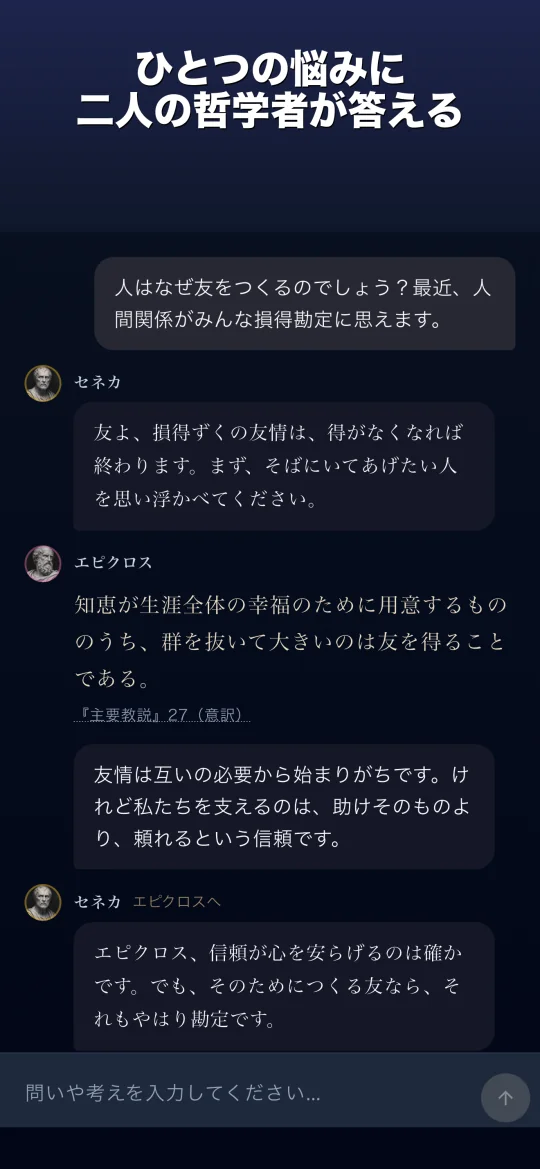 ひとつの悩みに
二人の哲学者が答える
人はなぜ友をつくるのでしょう？最近、人
間関係がみんな損得勘定に思えます。
セネカ
友よ、損得ずくの友情は、得がなくなれば
終わります。まず、そばにいてあげたい人
を思い浮かべてください。
エピクロス
知恵が生涯全体の幸福のために用意するもの
のうち、群を抜いて大きいのは友を得ること
である。
『主要教説』27（意訳）
友情は互いの必要から始まりがちです。け
れど私たちを支えるのは、助けそのものよ
り、頼れるという信頼です。
セネカ エピクロスへ
エピクロス、信頼が心を安らげるのは確か
です。でも、そのためにつくる友なら、そ
れもやはり勘定です。
問いや考えを入力してください...